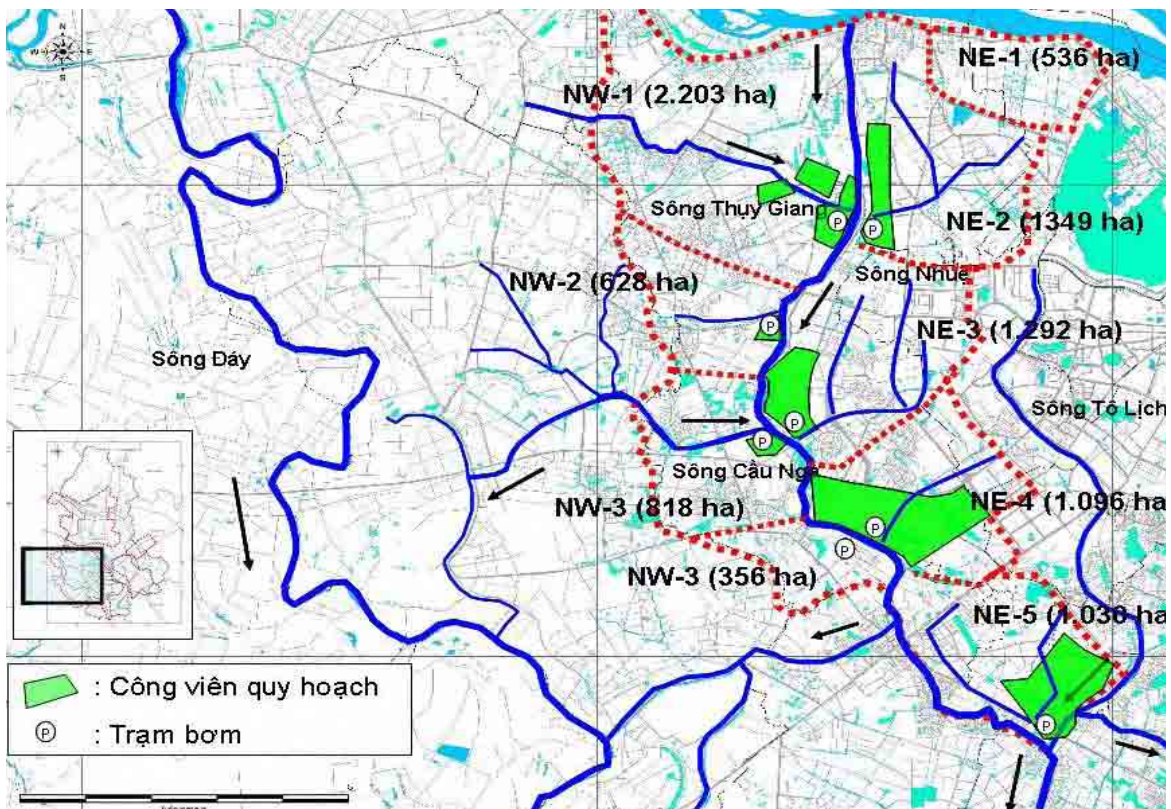 N
W
E
S
NE-1 (536 ha)
NW-1 (2.203 ha)
Sông Thụy Giang
P
P
NE-2 (1349 ha)
Sông Nhuệ
NW-2 (628 ha)
P
NE-3 (1.292 ha)
Sông Đáy
Sông Tô Lịch
P
P
Sông Cầu Ngà
NW-3 (818 ha)
NE-4 (1.096 ha
P
P
NW-3 (356 ha)
NE-5 (1.036 ha
P
: Công viên quy hoạch
P : Trạm bơm